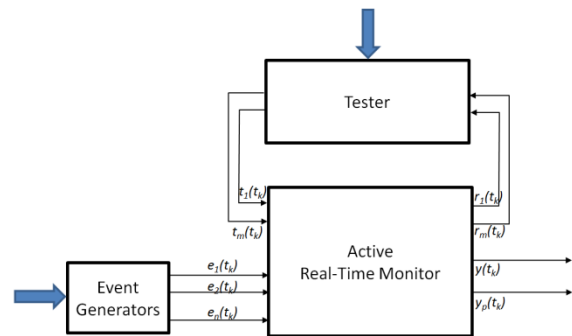 Tester
t1(tk)
tm(tk)
r1(tk)
rm(tk)
Active
Real-Time Monitor
Event
Generators
e1(tk)
e2(tk)
en(tk)
y(tk)
yp(tk)